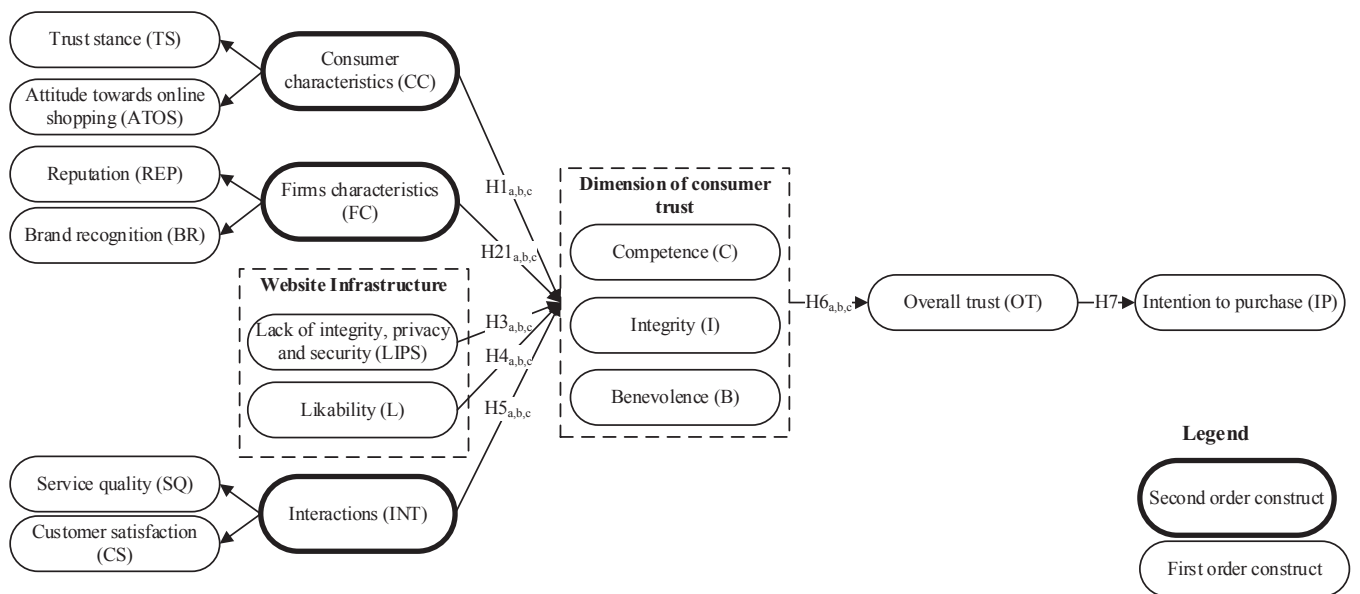 Trust stance (TS)
Attitude towards online
shopping (ATOS)
Consumer
characteristics (CC)
Reputation (REP)
Brand recognition (BR)
Firms characteristics
(FC)
H1a,b,c
H21a,b,c
Website Infrastructure
Lack of integrity, privacy
and security (LIPS)
Likability (L)
H3a,b,c
H4a,b,c
H5a,b,c
Service quality (SQ)
Customer satisfaction
(CS)
Interactions (INT)
Dimension of consumer
trust
Competence (C)
Integrity (I)
Benevolence (B)
H6a,b,c
Overall trust (OT)
H7
Intention to purchase (IP)
Legend
Second order construct
First order construct